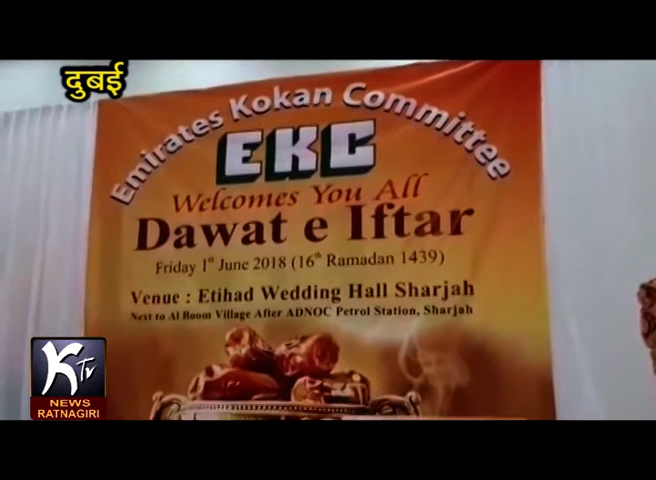 दुबई
Emirates Kokan Committee
EKC
Welcomes You All
Dawat e Iftar
Friday 1st June 2018 (16th Ramadan 1439)
Venue : Etihad Wedding Hall Sharjah
Next to Al Boom Village After ADNOC Petrol Station, Sharjah
K TV
NEWS
RATNAGIRI